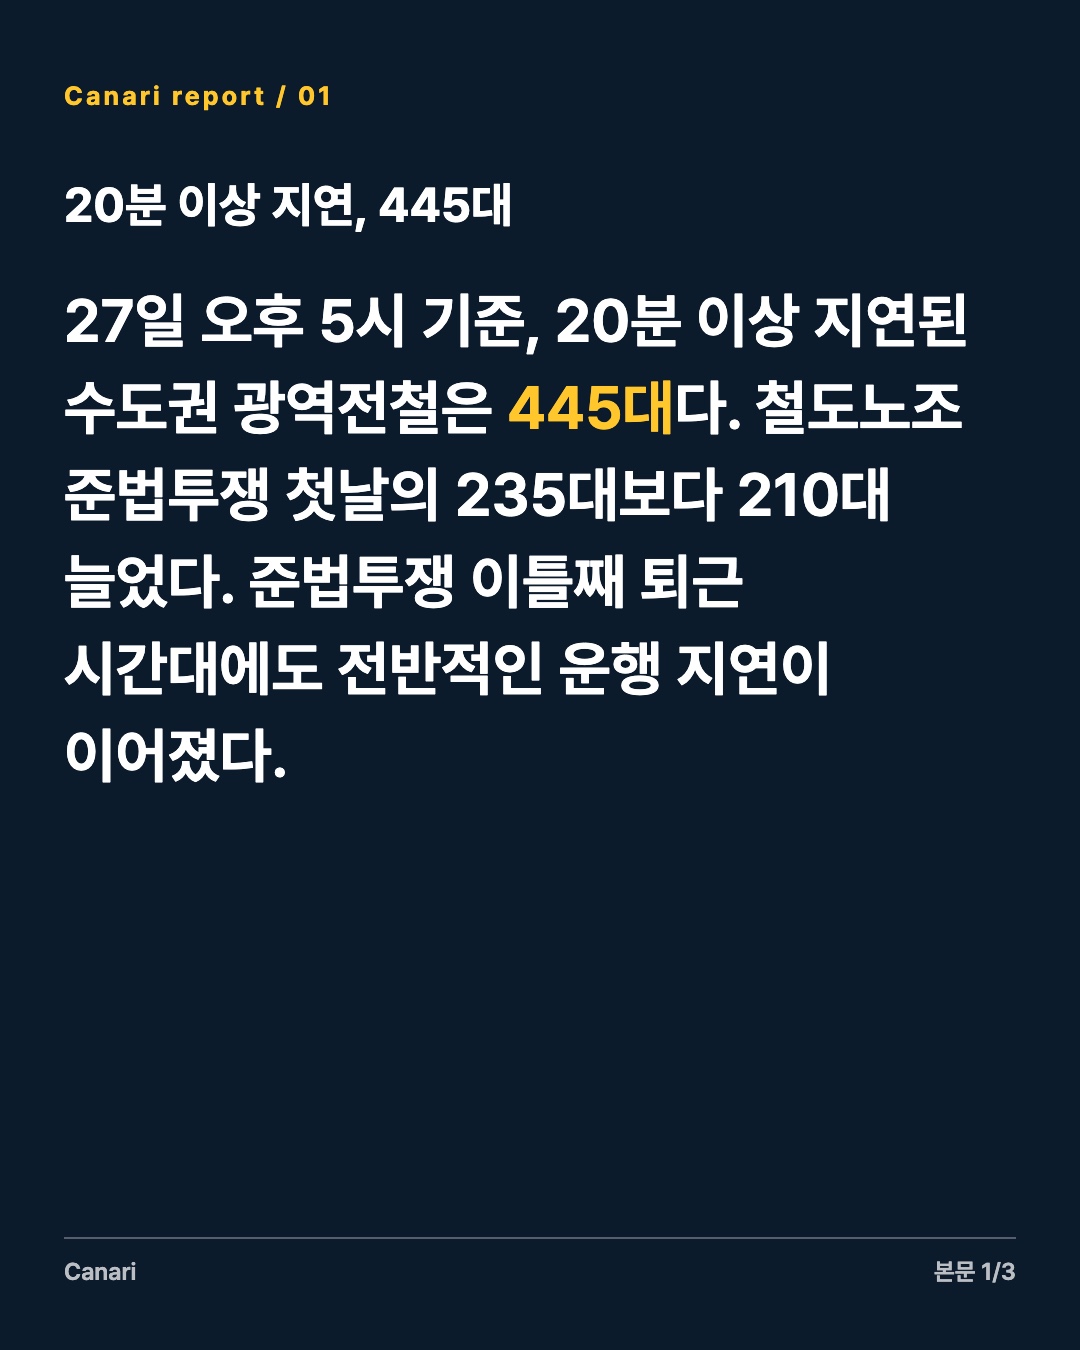 Canari report / 01
20분 이상 지연, 445대
27일 오후 5시 기준, 20분 이상 지연된
수도권 광역전철은 445대다. 철도노조
준법투쟁 첫날의 235대보다 210대
늘었다. 준법투쟁 이틀째 퇴근
시간대에도 전반적인 운행 지연이
이어졌다.
Canari
본문 1/3